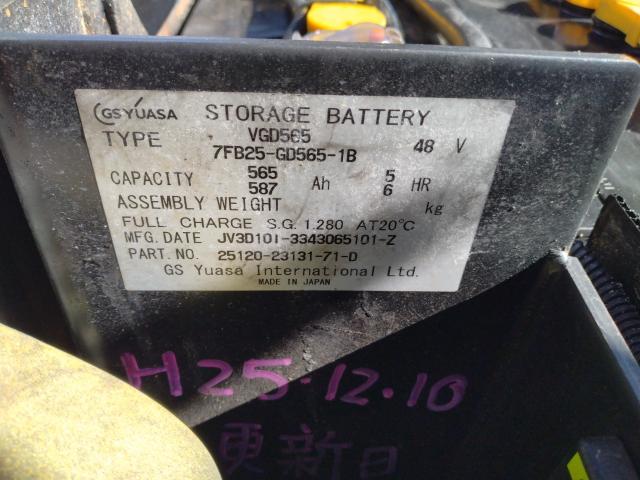 GS YUASA STORAGE BATTERY
TYPE VGD565 48 V
7FB25-GD565-1B
CAPACITY 565 Ah 5 HR
587 6
ASSEMBLY WEIGHT kg
FULL CHARGE S.G. 1.280 AT20℃
MFG. DATE JV3D101-3343065101-Z
PART. NO. 25120-23131-71-D
GS Yuasa International Ltd.
MADE IN JAPAN
H25.12.10
更新日